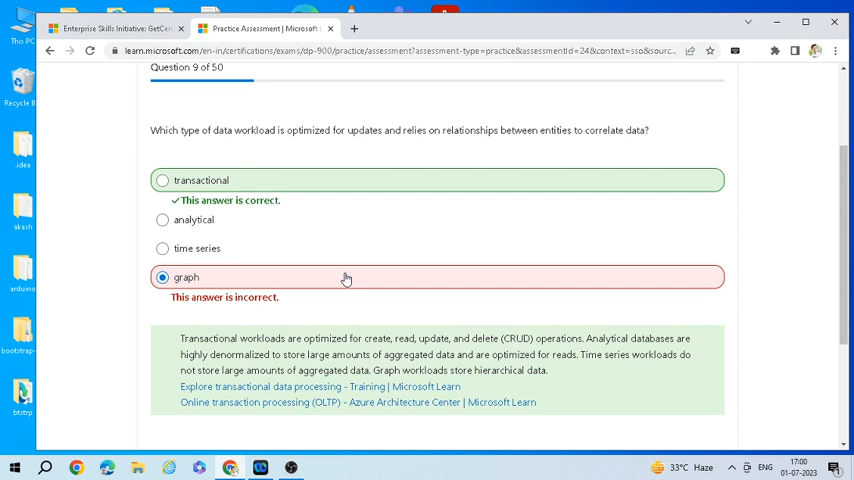 This PC
Recycle B
.idea
akash
arduino
bootstrap-
btstrp
Enterprise Skills Initiative: GetCert
Practice Assessment | Microsoft L
learn.microsoft.com/en-in/certifications/exams/dp-900/practice/assessment?assessment-type=practice&assessmentId=24&context=sso&sourc...
Question 9 of 50
Which type of data workload is optimized for updates and relies on relationships between entities to correlate data?
transactional
This answer is correct.
analytical
time series
graph
This answer is incorrect.
Transactional workloads are optimized for create, read, update, and delete (CRUD) operations. Analytical databases are
highly denormalized to store large amounts of aggregated data and are optimized for reads. Time series workloads do
not store large amounts of aggregated data. Graph workloads store hierarchical data.
Explore transactional data processing - Training | Microsoft Learn
Online transaction processing (OLTP) - Azure Architecture Center | Microsoft Learn
33°C Haze
ENG
17:00
01-07-2023